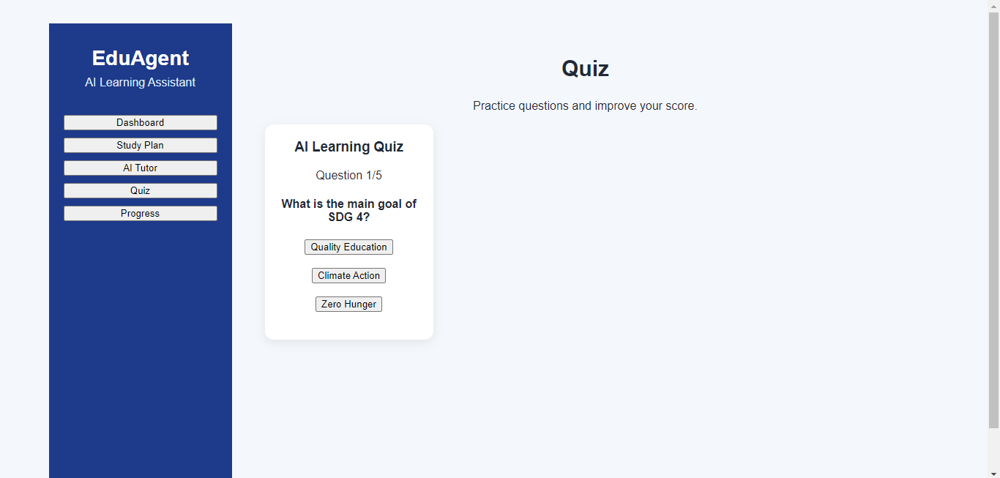 EduAgent
AI Learning Assistant
Dashboard
Study Plan
AI Tutor
Quiz
Progress
Quiz
Practice questions and improve your score.
AI Learning Quiz
Question 1/5
What is the main goal of
SDG 4?
Quality Education
Climate Action
Zero Hunger